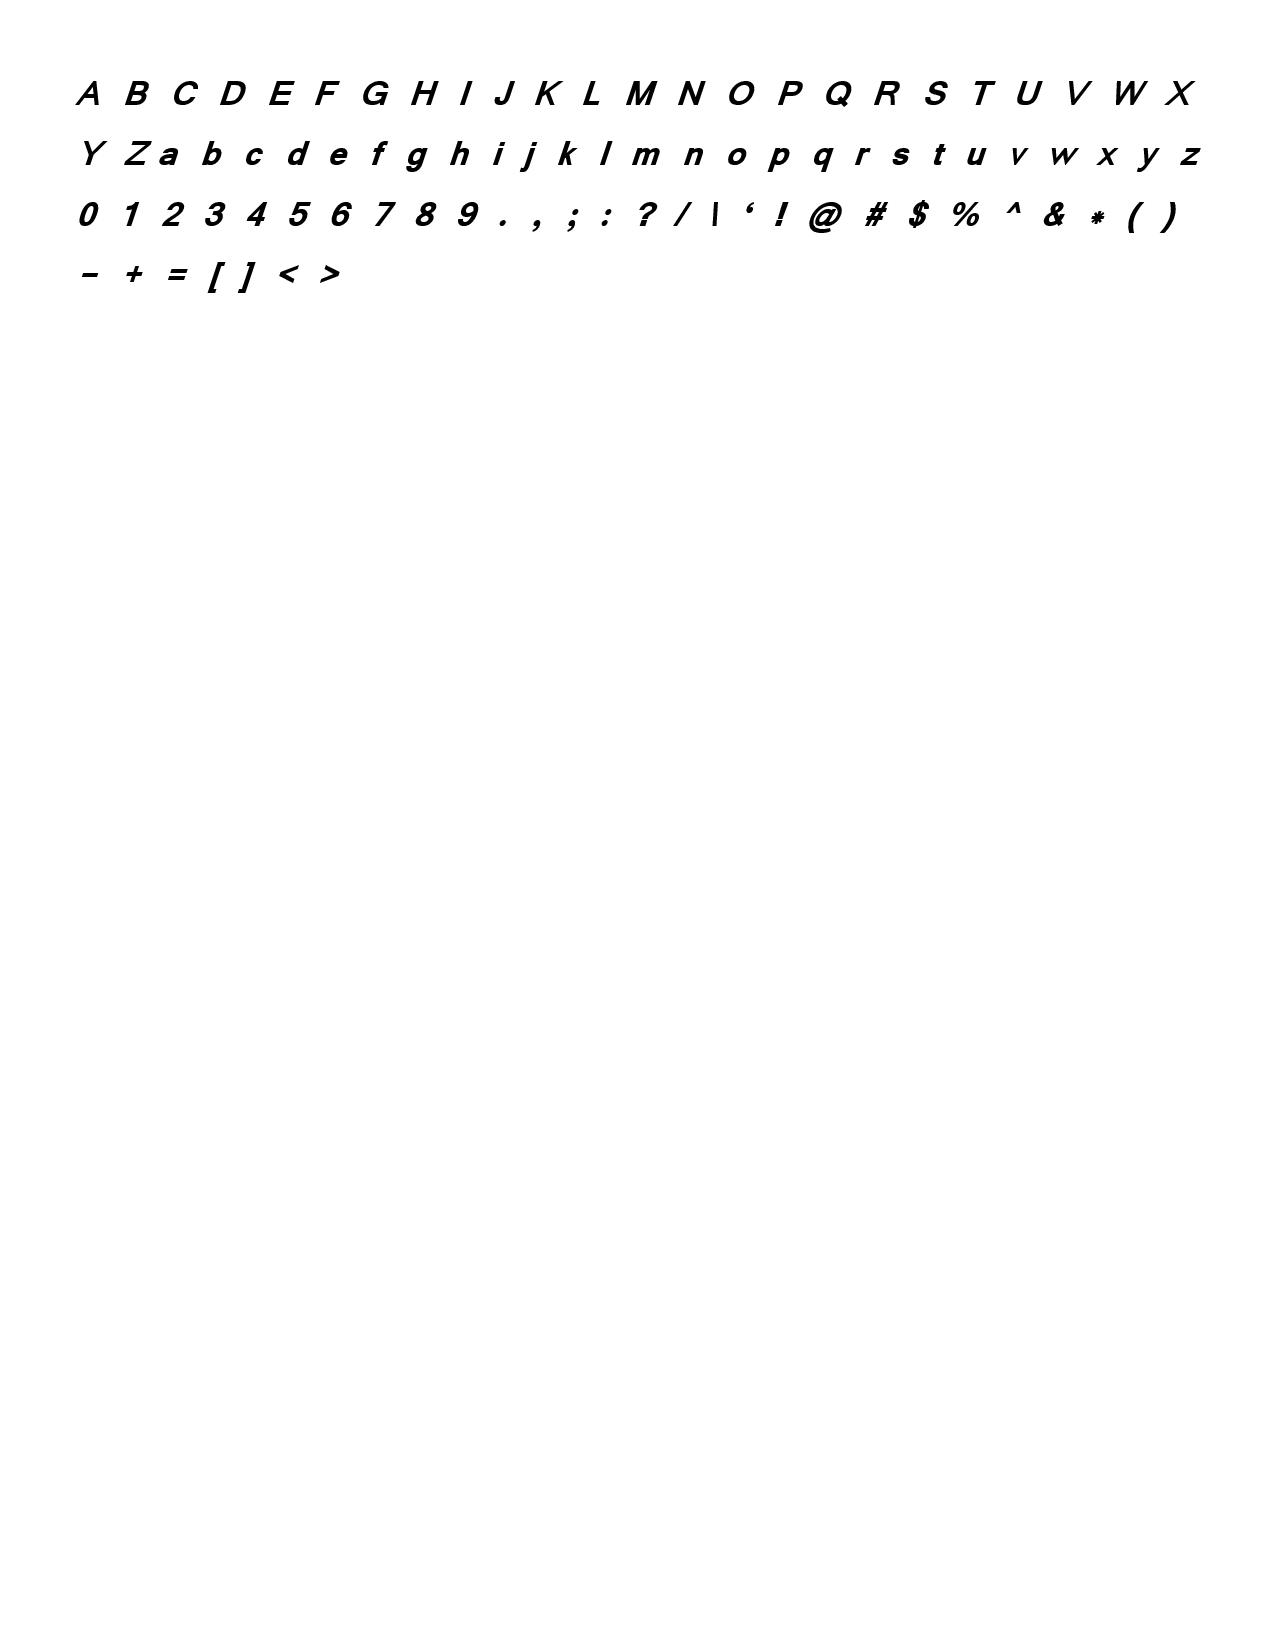 A B C D E F G H I J K L M N O P Q R S T U V W X
Y Z a b c d e f g h i j k l m n o p q r s t u v w x y z
0 1 2 3 4 5 6 7 8 9 . , ; : ? / \ ‘ ! @ # $ % ^ & * ( )
- + = [ ] < >